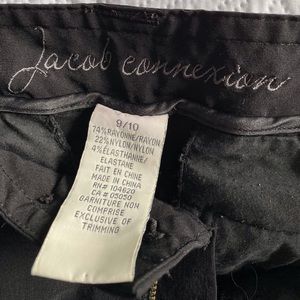 Jacob connexion
9/10
74%RAYONNE/RAYON
22%NYLON/NYLON
4%ÉLASTHANNE/
ELASTANE
FAIT EN CHINE
MADE IN CHINA
RN# 104620
CA # 05050
GARNITURE NON
COMPRISE
EXCLUSIVE OF
TRIMMING